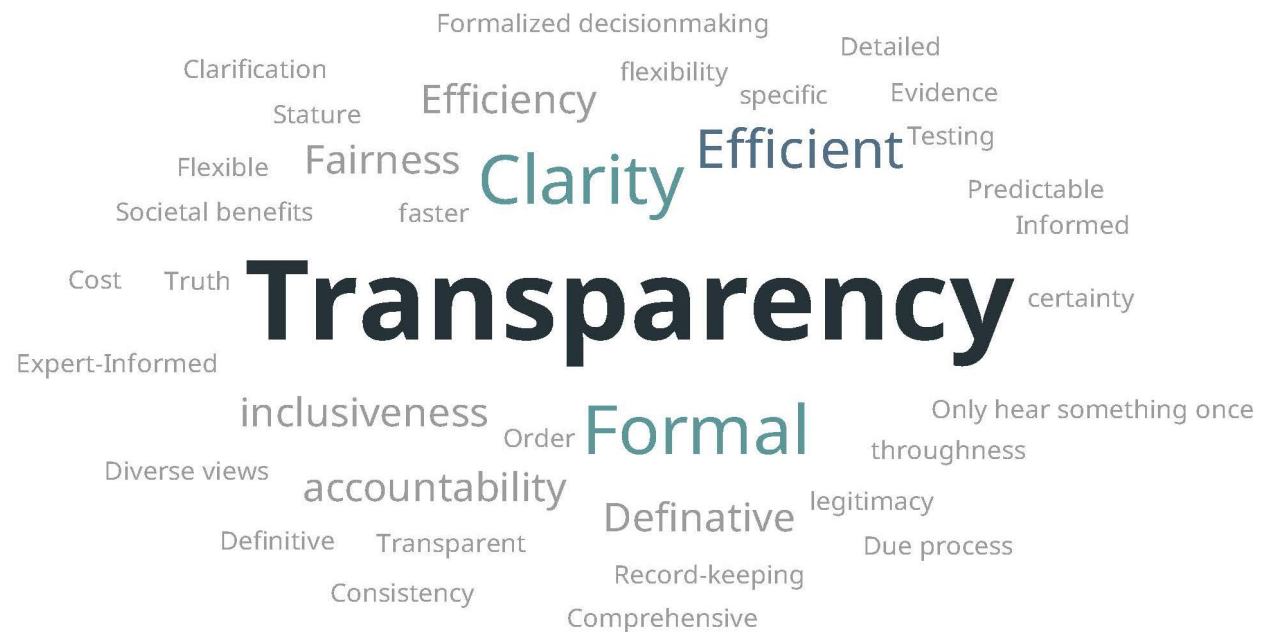 Formalized decisionmaking
Detailed
Clarification
flexibility
Efficiency
specific
Evidence
Stature
Efficient
Testing
Flexible
Fairness
Clarity
Predictable
Societal benefits
faster
Informed
Cost
Truth
Transparency
certainty
Expert-Informed
inclusiveness
Order
Formal
Only hear something once
throughness
Diverse views
accountability
Definative
legitimacy
Definitive
Transparent
Due process
Record-keeping
Consistency
Comprehensive